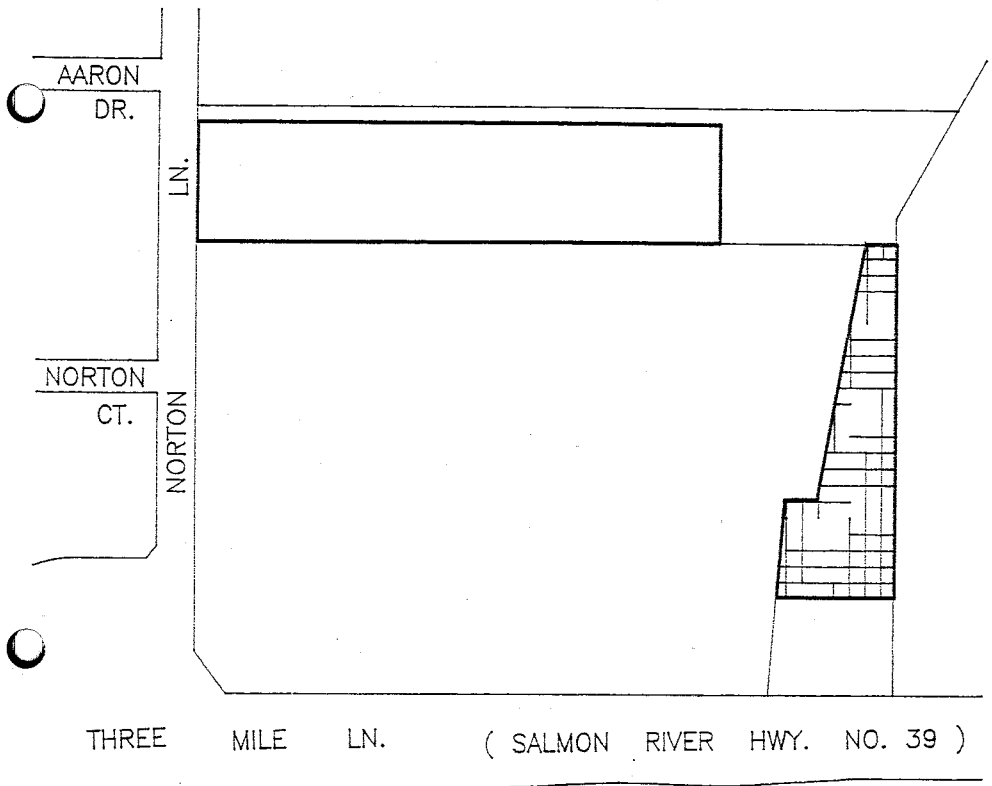 AARON
DR.
LN.
NORTON
CT.
NORTON
THREE MILE LN. ( SALMON RIVER HWY. NO. 39 )